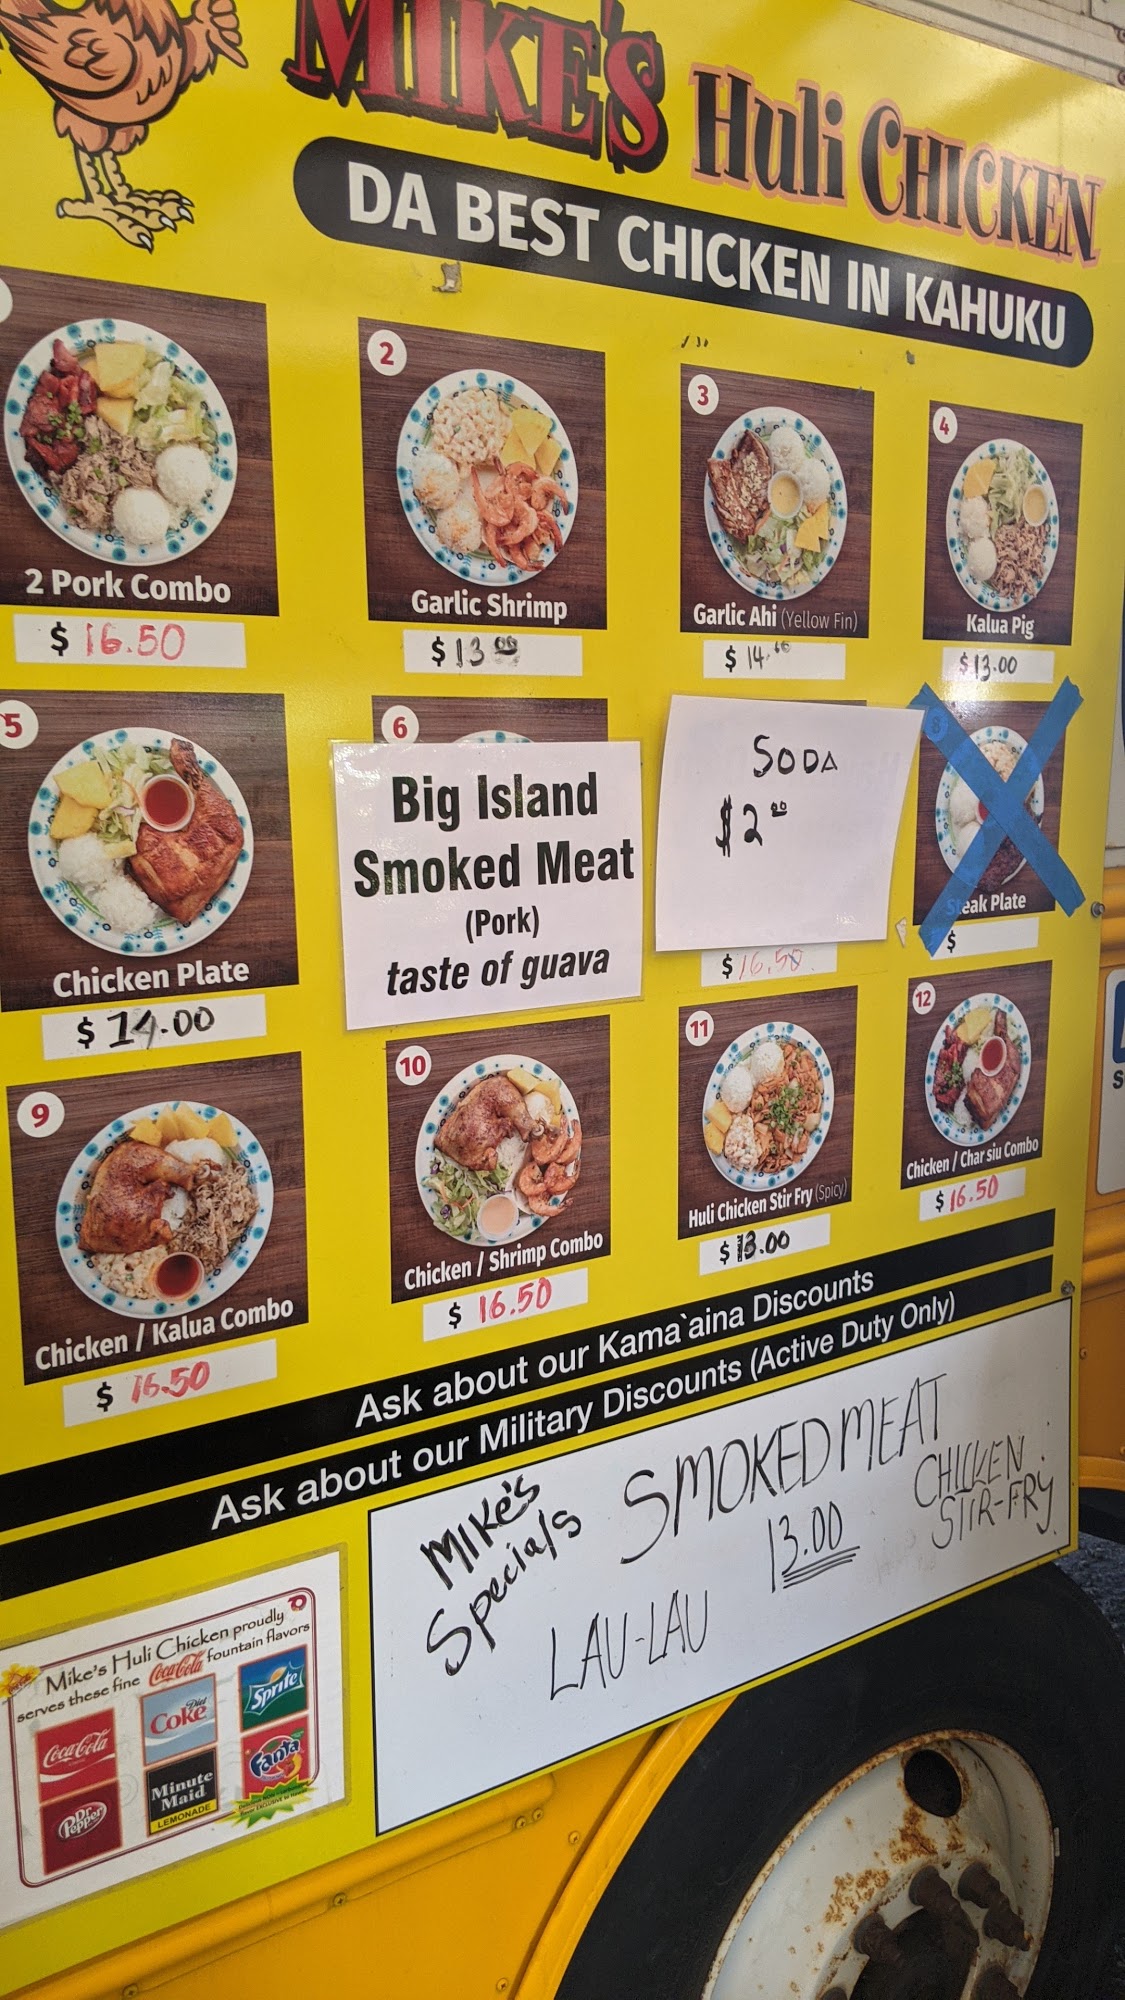 MIKE's Huli CHICKEN
DA BEST CHICKEN IN KAHUKU
2 Pork Combo
$ 16.50
2
Garlic Shrimp
$ 13.00
3
Garlic Ahi (Yellow Fin)
$ 14.00
4
Kalua Pig
$ 13.00
5
Chicken Plate
$ 14.00
6
Big Island
Smoked Meat
(Pork)
taste of guava
SODA
$2.00
$ 16.50
8
Steak Plate
$
9
Chicken / Kalua Combo
$ 16.50
10
Chicken / Shrimp Combo
$ 16.50
11
Huli Chicken Stir Fry (Spicy)
$ 13.00
12
Chicken / Char siu Combo
$ 16.50
Ask about our Kama`aina Discounts
Ask about our Military Discounts (Active Duty Only)
MIKE's
Specials
SMOKED MEAT
13.00
LAU-LAU
CHICKEN
STIR-FRY
Mike's Huli Chicken proudly
serves these fine Coca-Cola fountain flavors
Coca-Cola
Diet
Coke
Sprite
Dr Pepper
Minute
Maid
LEMONADE
Fanta